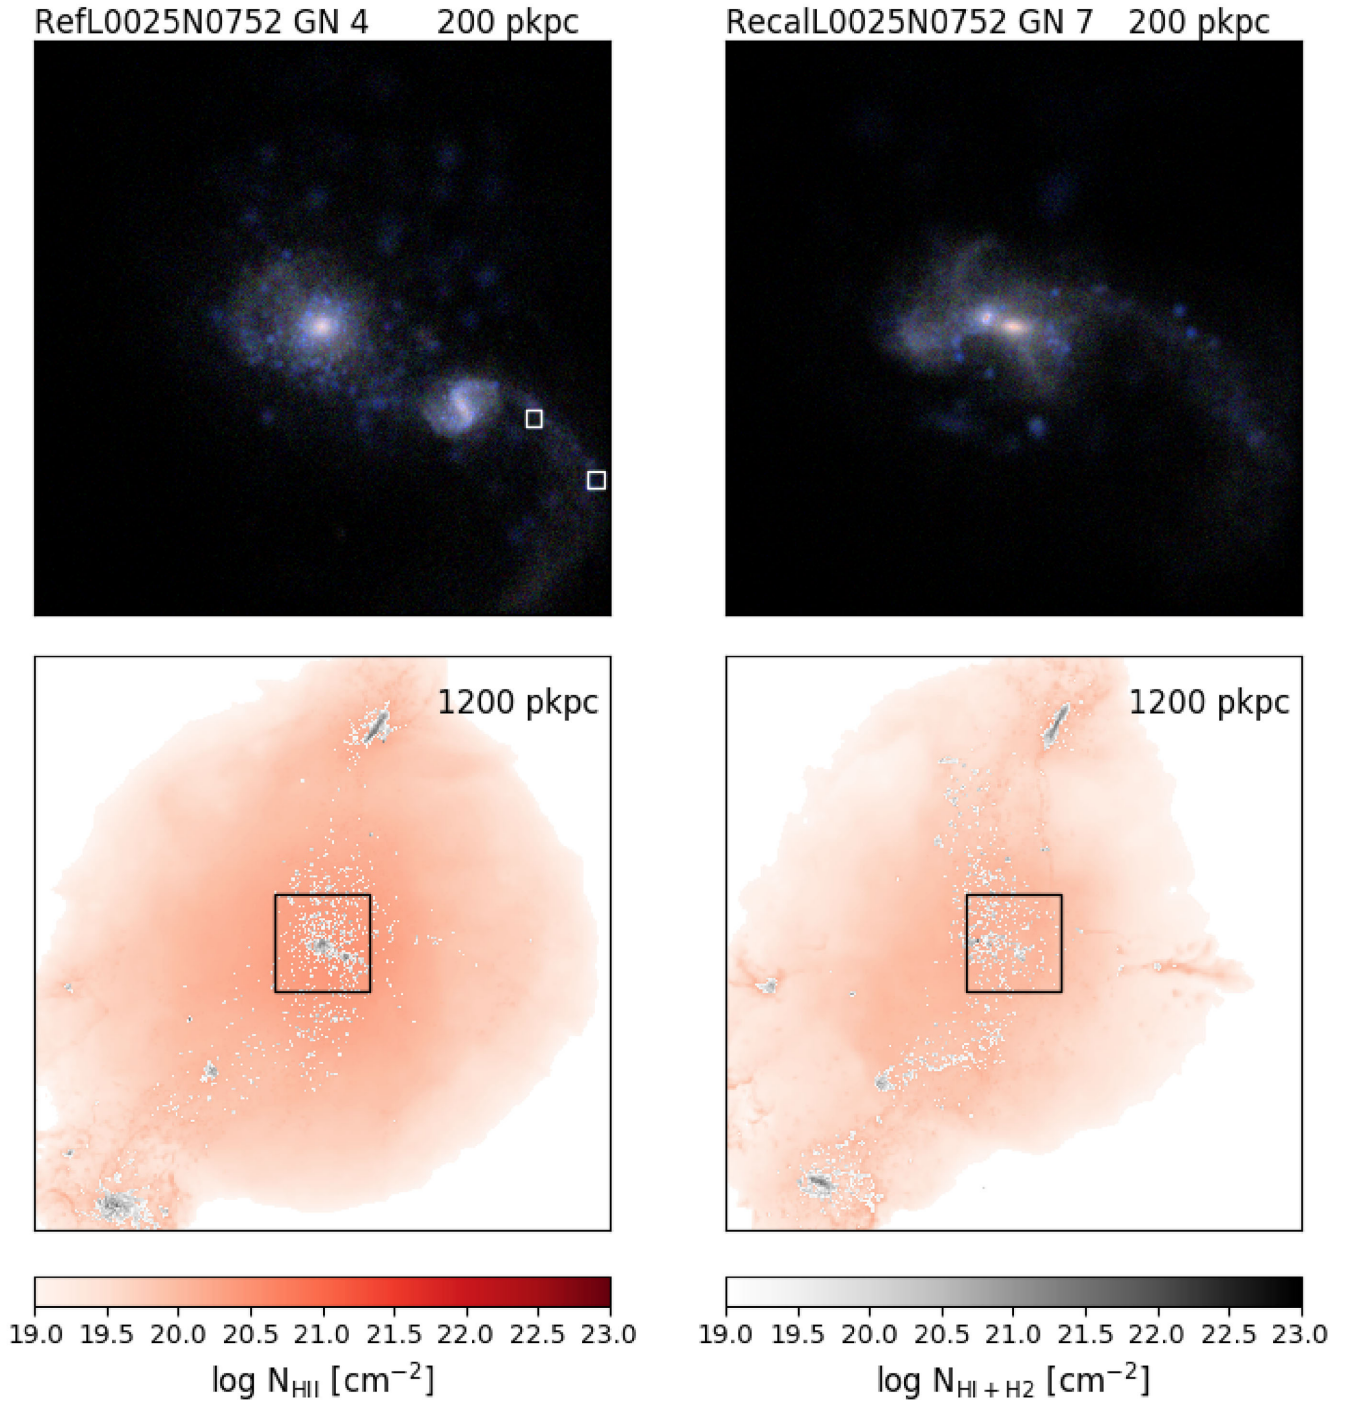 RefL0025N0752 GN 4 200 pkpc
RecalL0025N0752 GN 7 200 pkpc
1200 pkpc
1200 pkpc
19.0 19.5 20.0 20.5 21.0 21.5 22.0 22.5 23.0
log N_HII [cm^−2]
19.0 19.5 20.0 20.5 21.0 21.5 22.0 22.5 23.0
log N_HI+H2 [cm^−2]